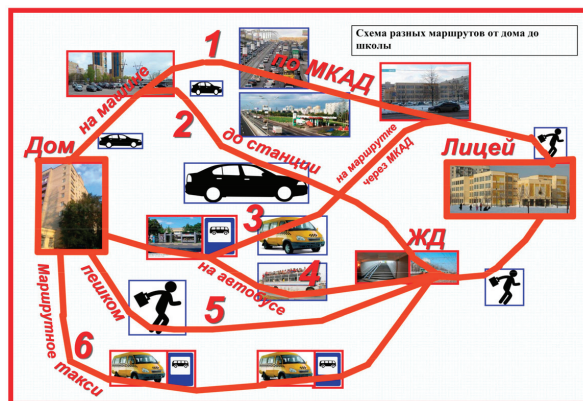 Схема разных маршрутов от дома до
школы
1
на машине
по МКАД
2
до станции
Дом
на маршрутке
через МКАД
Лицей
3
ЖД
на автобусе
4
пешком
5
Маршрутное
такси
6